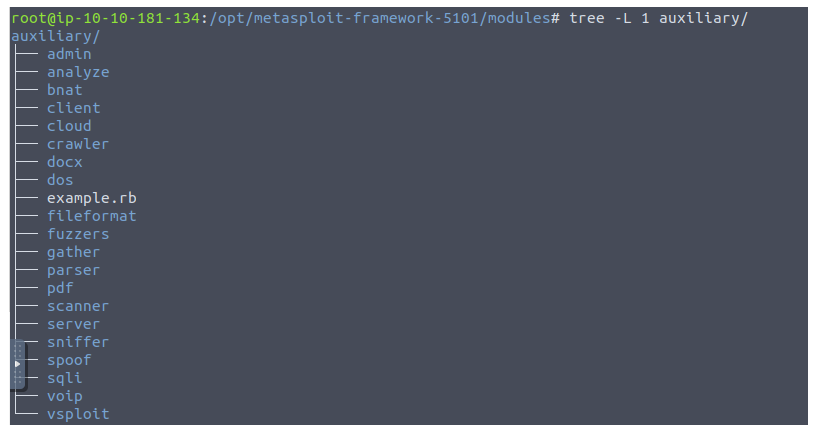 root@ip-10-10-181-134:/opt/metasploit-framework-5101/modules# tree -L 1 auxiliary/
auxiliary/
├── admin
├── analyze
├── bnat
├── client
├── cloud
├── crawler
├── docx
├── dos
├── example.rb
├── fileformat
├── fuzzers
├── gather
├── parser
├── pdf
├── scanner
├── server
├── sniffer
├── spoof
├── sqli
├── voip
└── vsploit